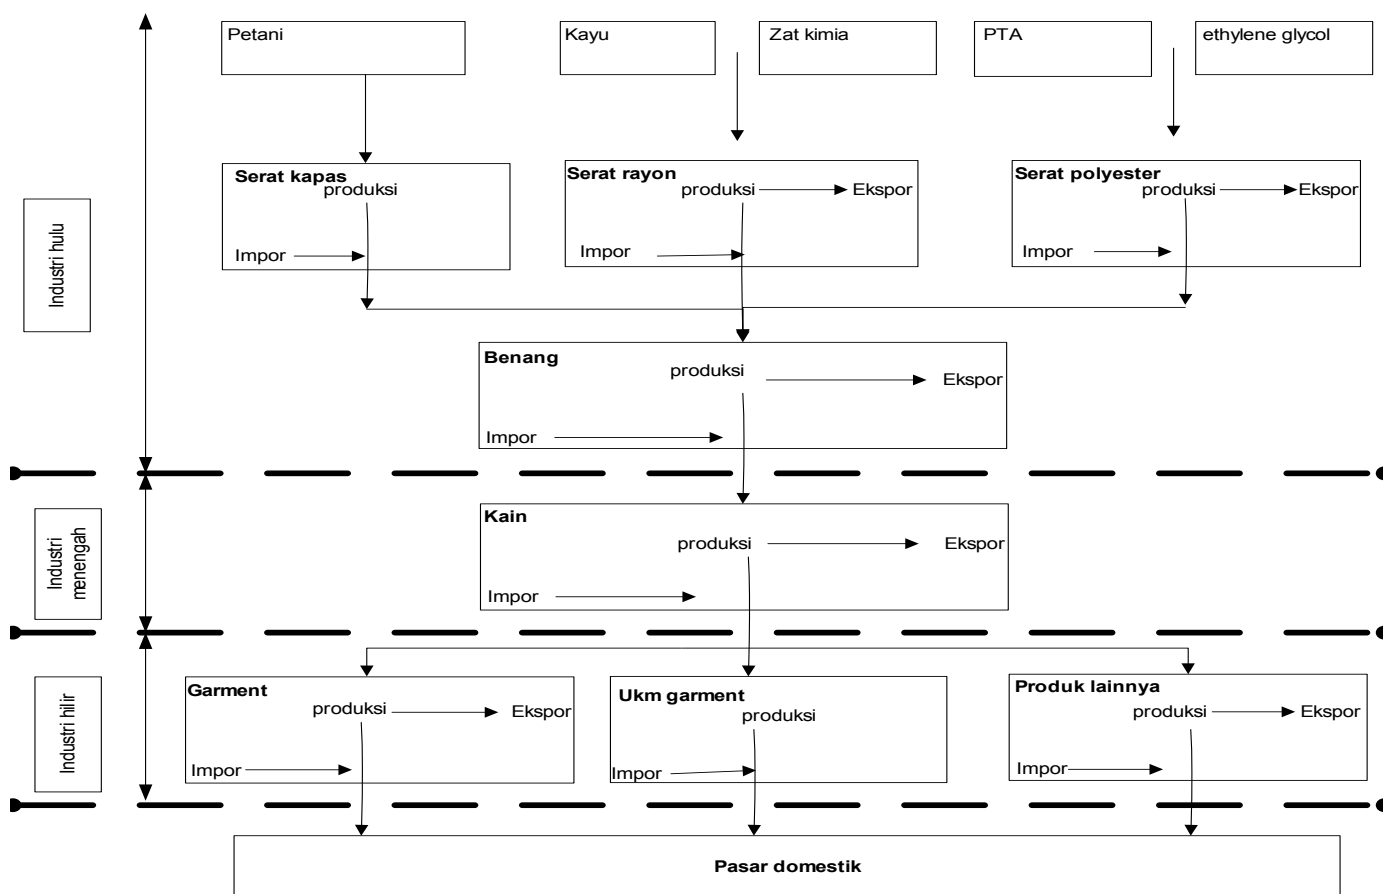 Petani
Kayu
Zat kimia
PTA
ethylene glycol
Industri hulu
Serat kapas
produksi
Impor
Serat rayon
produksi
Ekspor
Impor
Serat polyester
produksi
Ekspor
Impor
Benang
produksi
Ekspor
Impor
Industri
menengah
Kain
produksi
Ekspor
Impor
Industri hilir
Garment
produksi
Ekspor
Impor
Ukm garment
produksi
Impor
Produk lainnya
produksi
Ekspor
Impor
Pasar domestik